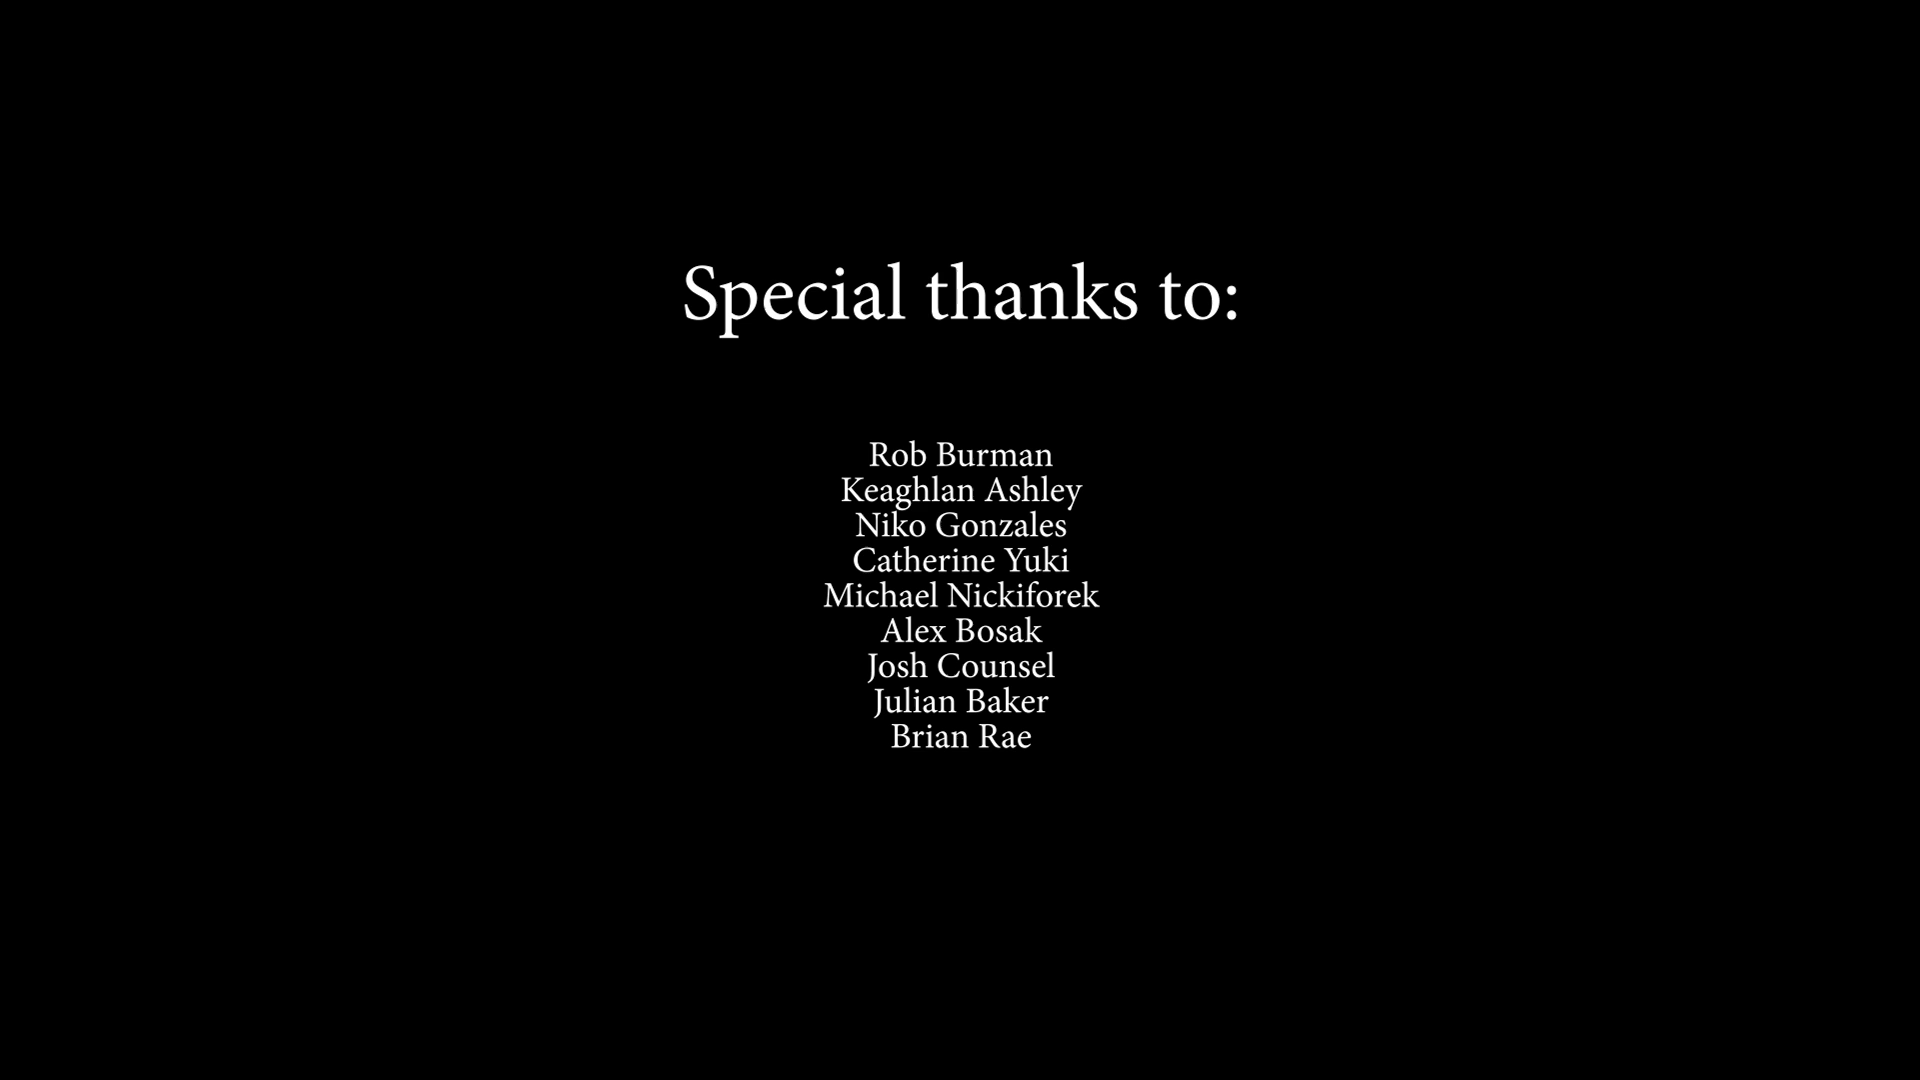 Special thanks to:
Rob Burman
Keaghlan Ashley
Niko Gonzales
Catherine Yuki
Michael Nickiforek
Alex Bosak
Josh Counsel
Julian Baker
Brian Rae